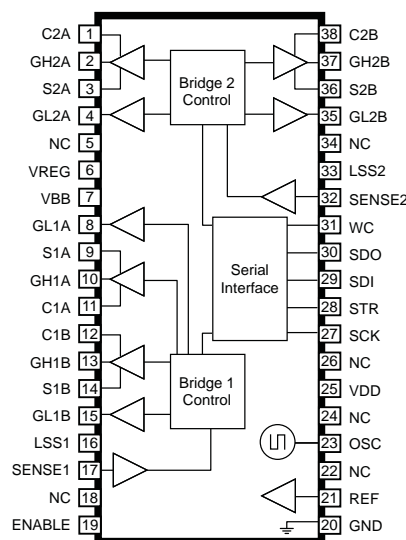 C2A 1
GH2A 2
S2A 3
GL2A 4
NC 5
VREG 6
VBB 7
GL1A 8
S1A 9
GH1A 10
C1A 11
C1B 12
GH1B 13
S1B 14
GL1B 15
LSS1 16
SENSE1 17
NC 18
ENABLE 19
Bridge 2
Control
Serial
Interface
Bridge 1
Control
38 C2B
37 GH2B
36 S2B
35 GL2B
34 NC
33 LSS2
32 SENSE2
31 WC
30 SDO
29 SDI
28 STR
27 SCK
26 NC
25 VDD
24 NC
23 OSC
22 NC
21 REF
20 GND